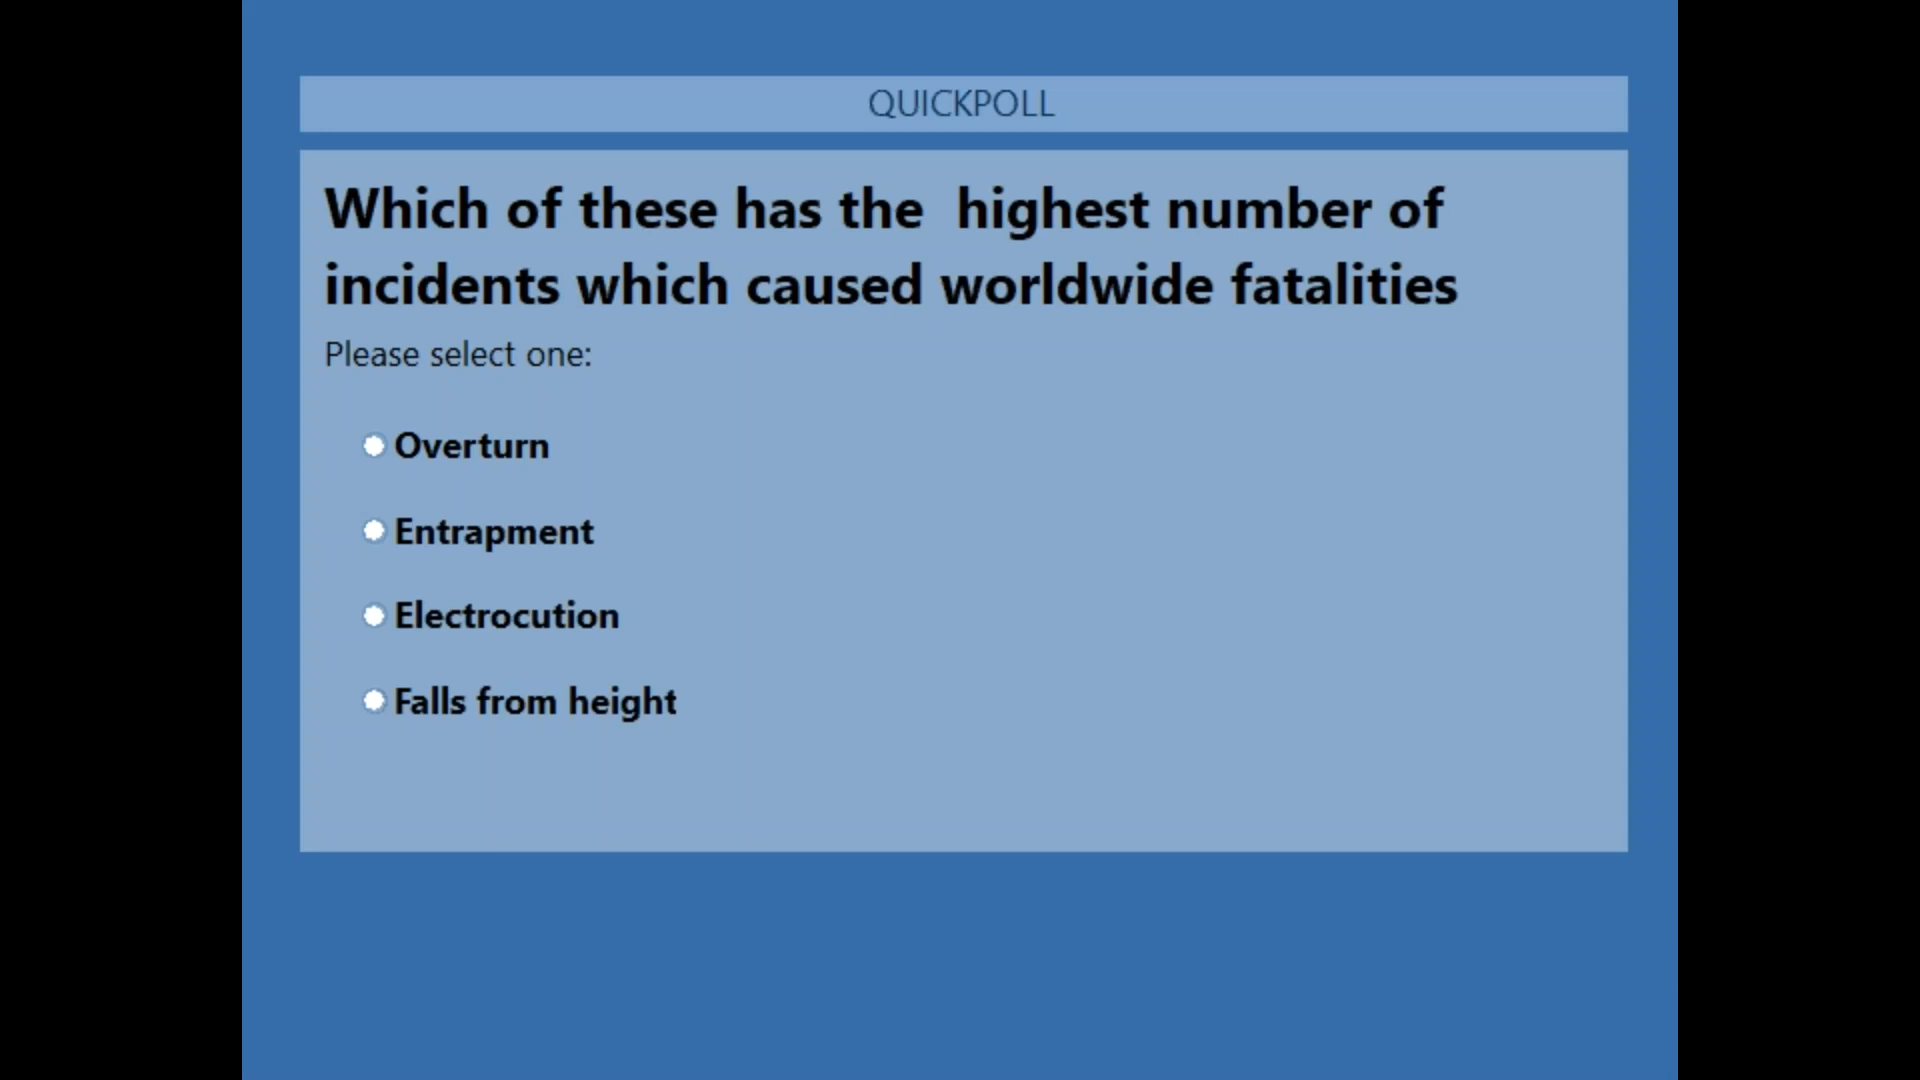 QUICKPOLL
Which of these has the  highest number of
incidents which caused worldwide fatalities
Please select one:
Overturn
Entrapment
Electrocution
Falls from height